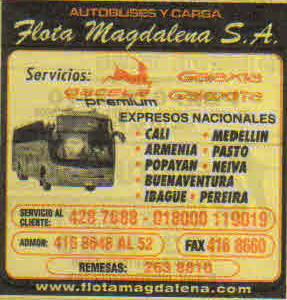 AUTOBUSES Y CARGA
Flota Magdalena S.A.
Servicios:
Galaxia
gacela
premium
EXPRESOS NACIONALES
• CALI • MEDELLIN
• ARMENIA • PASTO
• POPAYAN • NEIVA
• BUENAVENTURA
• IBAGUE • PEREIRA
SERVICIO AL CLIENTE: 428 7688 - 018000 119019
ADMOR: 416 8648 AL 52 FAX 416 8660
REMESAS: 263 8810
www.flotamagdalena.com